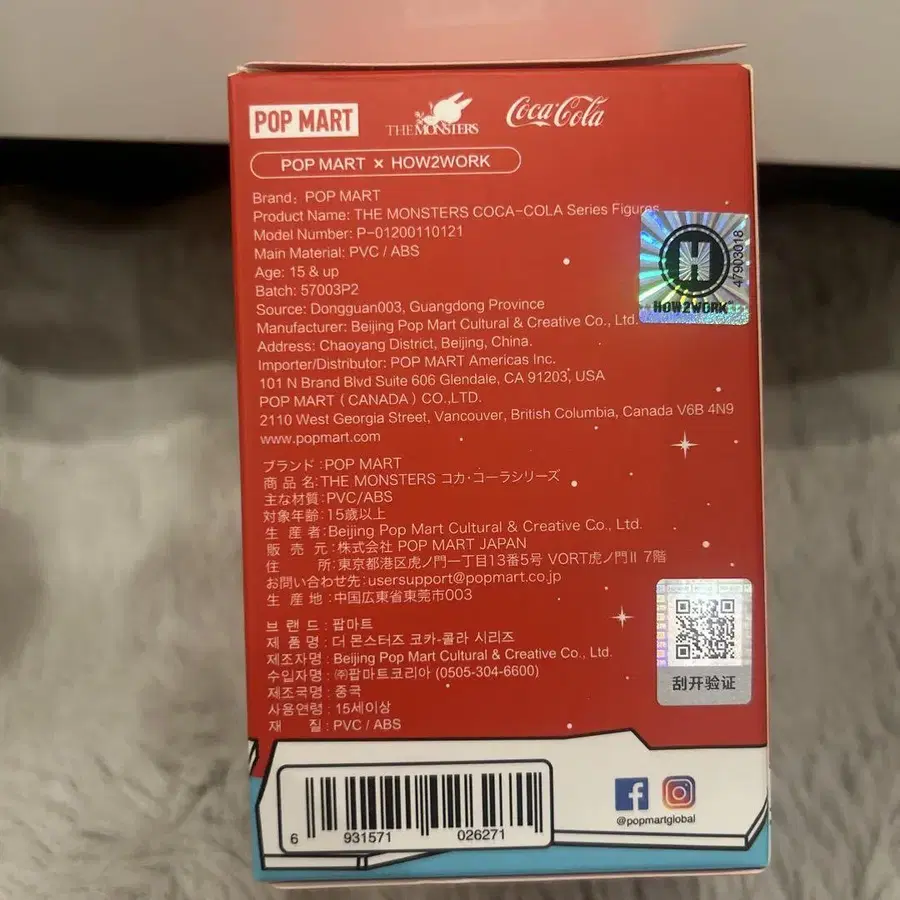 POP MART
THE MONSTERS
Coca-Cola
POP MART × HOW2WORK
Brand: POP MART
Product Name: THE MONSTERS COCA-COLA Series Figures
Model Number: P-01200110121
Main Material: PVC / ABS
Age: 15 & up
Batch: 57003P2
Source: Dongguan003, Guangdong Province
Manufacturer: Beijing Pop Mart Cultural & Creative Co., Ltd.
Address: Chaoyang District, Beijing, China.
Importer/Distributor: POP MART Americas Inc.
101 N Brand Blvd Suite 606 Glendale, CA 91203, USA
POP MART (CANADA) CO.,LTD.
2110 West Georgia Street, Vancouver, British Columbia, Canada V6B 4N9
www.popmart.com
H
HOW2WORK
47903018
ブランド:POP MART
商品名:THE MONSTERS コカ・コーラシリーズ
主な材質:PVC/ABS
対象年齢:15歳以上
生産者:Beijing Pop Mart Cultural & Creative Co., Ltd.
販売元:株式会社 POP MART JAPAN
住所:東京都港区虎ノ門一丁目13番5号 VORT虎ノ門II 7階
お問い合わせ先:usersupport@popmart.co.jp
生産地:中国広東省東莞市003
브랜드 : 팝마트
제품명 : 더 몬스터즈 코카-콜라 시리즈
제조자명 : Beijing Pop Mart Cultural & Creative Co., Ltd.
수입자명 : ㈜팝마트코리아 (0505-304-6600)
제조국명 : 중국
사용연령 : 15세이상
재질 : PVC / ABS
刮开验证
6 931571 026271
@popmartglobal